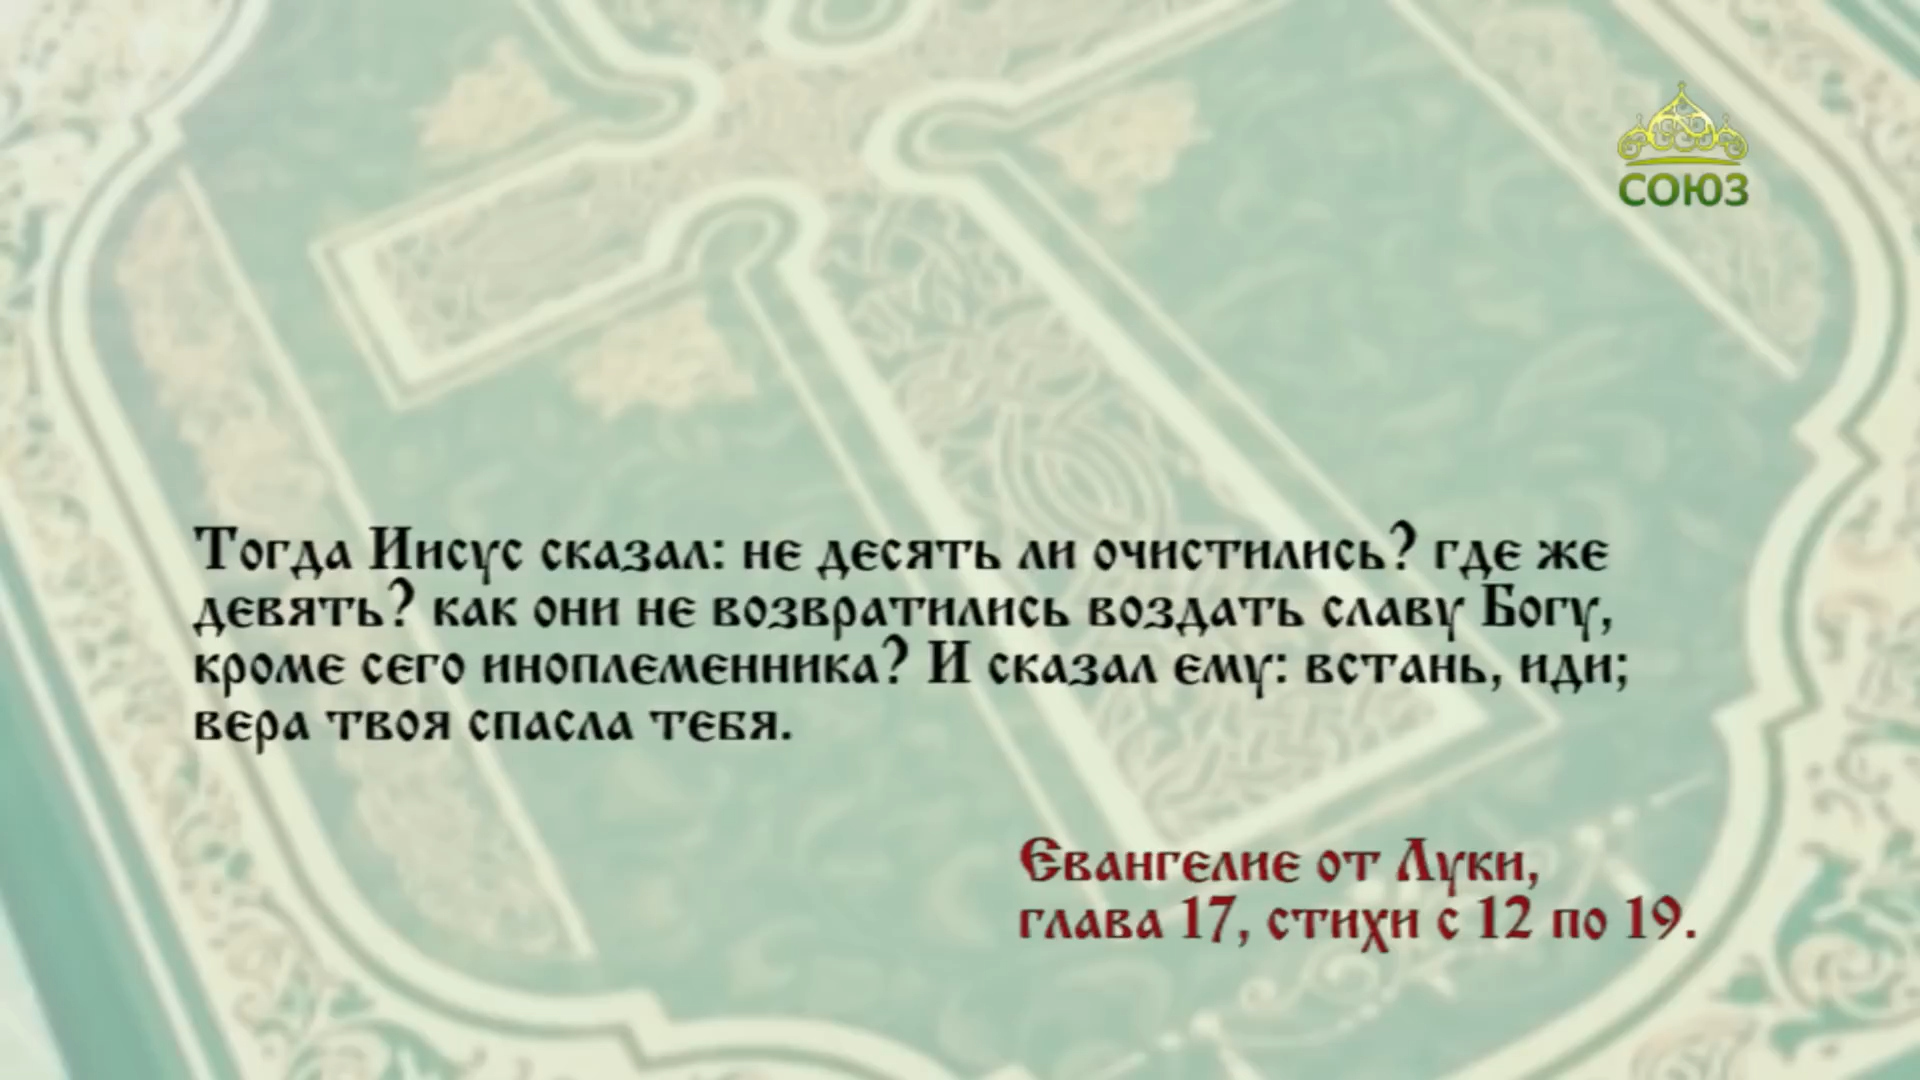 СОЮЗ
Тогда Иисус сказал: не десять ли очистились? где же
девять? как они не возвратились воздать славу Богу,
кроме сего иноплеменника? И сказал ему: встань, иди;
вера твоя спасла тебя.
Евангелие от Луки,
глава 17, стихи с 12 по 19.